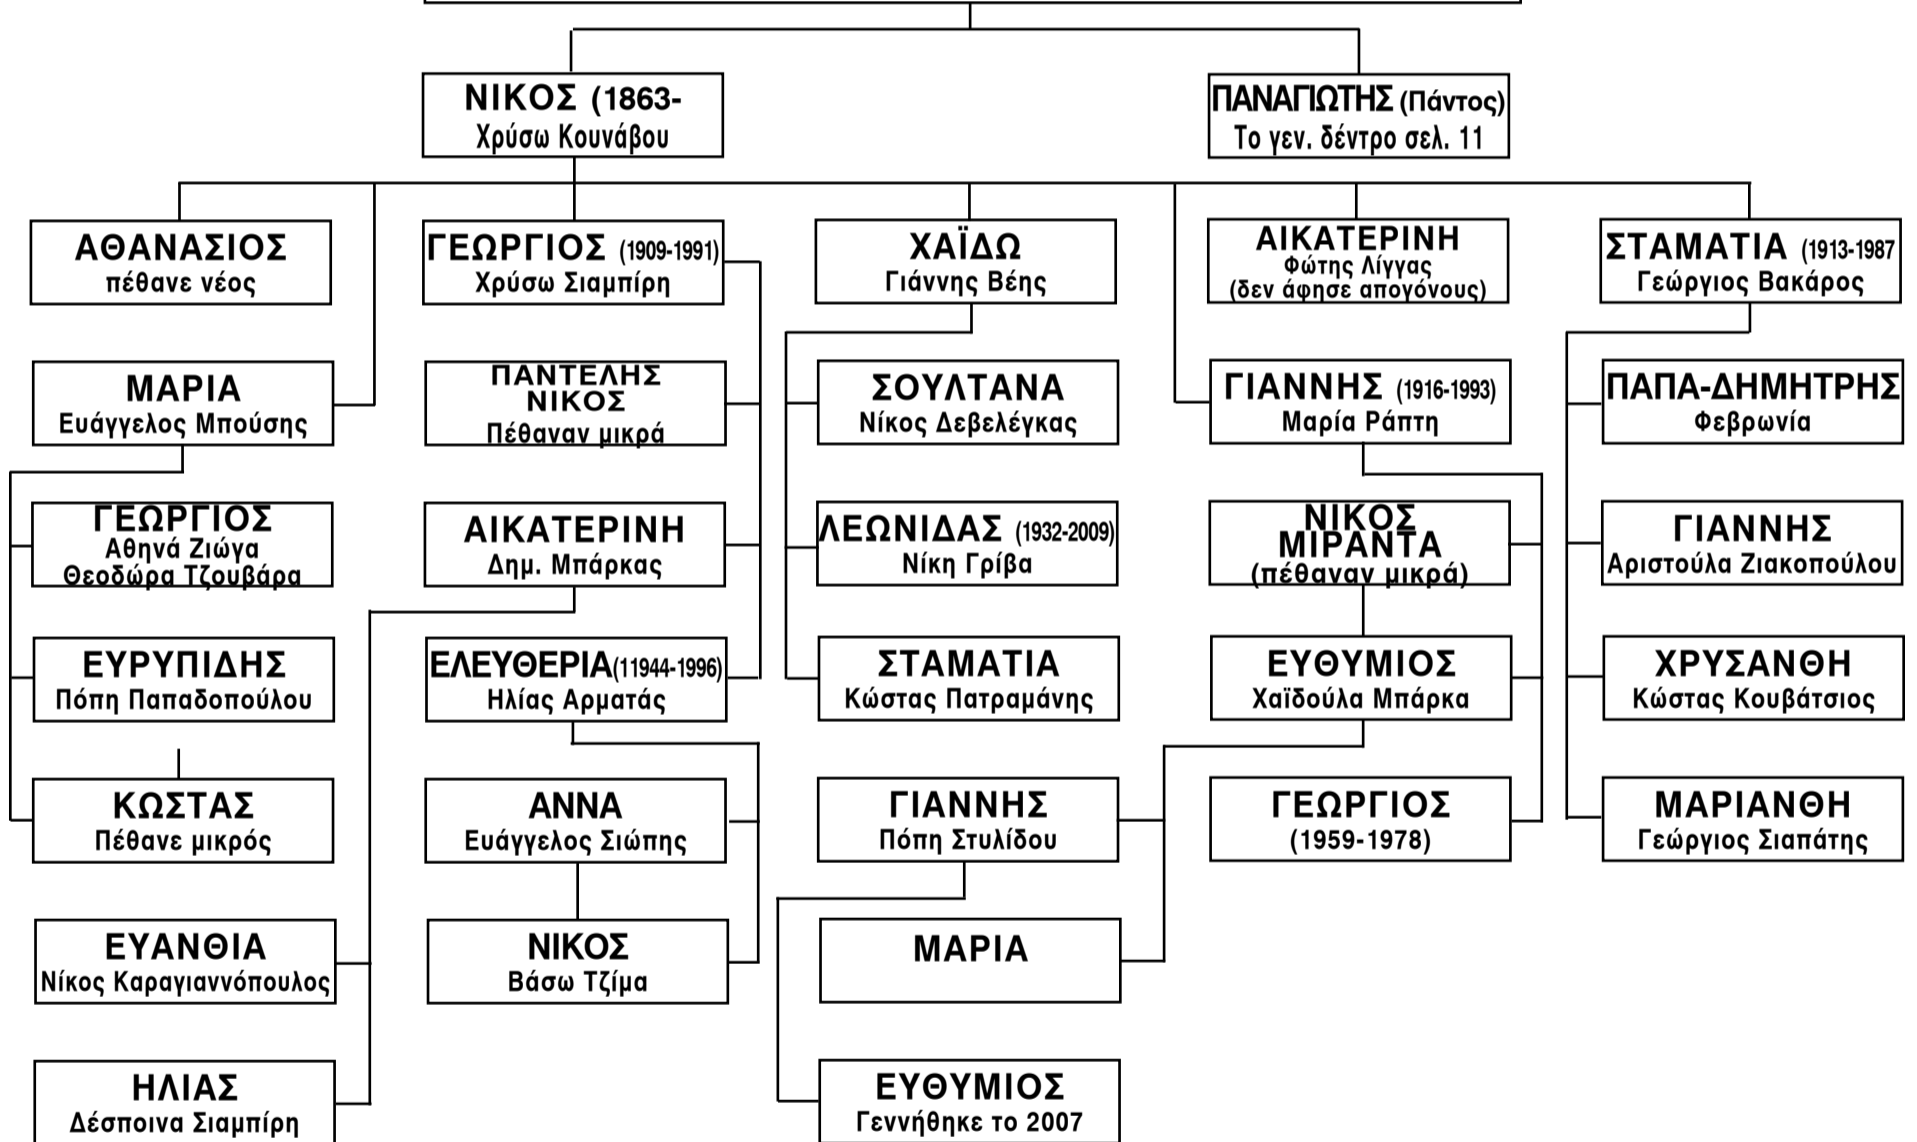 ΝΙΚΟΣ (1863-
Χρύσω Κουνάβου
ΠΑΝΑΓΙΩΤΗΣ (Πάντος)
Το γεν. δέντρο σελ. 11
ΑΘΑΝΑΣΙΟΣ
πέθανε νέος
ΓΕΩΡΓΙΟΣ (1909-1991)
Χρύσω Σιαμπίρη
ΧΑΪΔΩ
Γιάννης Βέης
ΑΙΚΑΤΕΡΙΝΗ
Φώτης Λίγγας
(δεν άφησε απογόνους)
ΣΤΑΜΑΤΙΑ (1913-1987
Γεώργιος Βακάρος
ΜΑΡΙΑ
Ευάγγελος Μπούσης
ΠΑΝΤΕΛΗΣ
ΝΙΚΟΣ
Πέθαναν μικρά
ΣΟΥΛΤΑΝΑ
Νίκος Δεβελέγκας
ΓΙΑΝΝΗΣ (1916-1993)
Μαρία Ράπτη
ΠΑΠΑ-ΔΗΜΗΤΡΗΣ
Φεβρωνία
ΓΕΩΡΓΙΟΣ
Αθηνά Ζιώγα
Θεοδώρα Τζουβάρα
ΑΙΚΑΤΕΡΙΝΗ
Δημ. Μπάρκας
ΛΕΩΝΙΔΑΣ (1932-2009)
Νίκη Γρίβα
ΝΙΚΟΣ
ΜΙΡΑΝΤΑ
(πέθαναν μικρά)
ΓΙΑΝΝΗΣ
Αριστούλα Ζιακοπούλου
ΕΥΡΥΠΙΔΗΣ
Πόπη Παπαδοπούλου
ΕΛΕΥΘΕΡΙΑ(11944-1996)
Ηλίας Αρματάς
ΣΤΑΜΑΤΙΑ
Κώστας Πατραμάνης
ΕΥΘΥΜΙΟΣ
Χαϊδούλα Μπάρκα
ΧΡΥΣΑΝΘΗ
Κώστας Κουβάτσιος
ΚΩΣΤΑΣ
Πέθανε μικρός
ΑΝΝΑ
Ευάγγελος Σιώπης
ΓΙΑΝΝΗΣ
Πόπη Στυλίδου
ΓΕΩΡΓΙΟΣ
(1959-1978)
ΜΑΡΙΑΝΘΗ
Γεώργιος Σιαπάτης
ΕΥΑΝΘΙΑ
Νίκος Καραγιαννόπουλος
ΝΙΚΟΣ
Βάσω Τζίμα
ΜΑΡΙΑ
ΗΛΙΑΣ
Δέσποινα Σιαμπίρη
ΕΥΘΥΜΙΟΣ
Γεννήθηκε το 2007